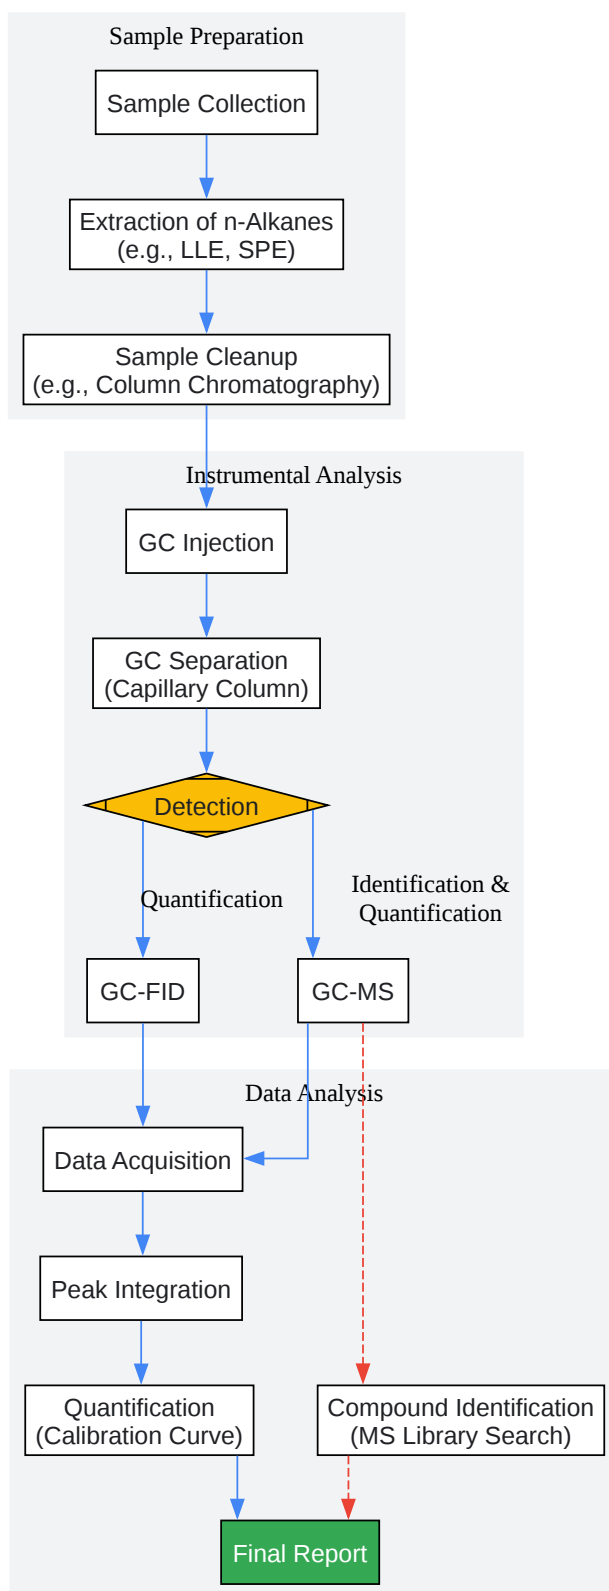 Sample Preparation
Sample Collection
Extraction of n-Alkanes
(e.g., LLE, SPE)
Sample Cleanup
(e.g., Column Chromatography)
Instrumental Analysis
GC Injection
GC Separation
(Capillary Column)
Detection
Quantification
Identification &
Quantification
GC-FID
GC-MS
Data Analysis
Data Acquisition
Peak Integration
Quantification
(Calibration Curve)
Compound Identification
(MS Library Search)
Final Report